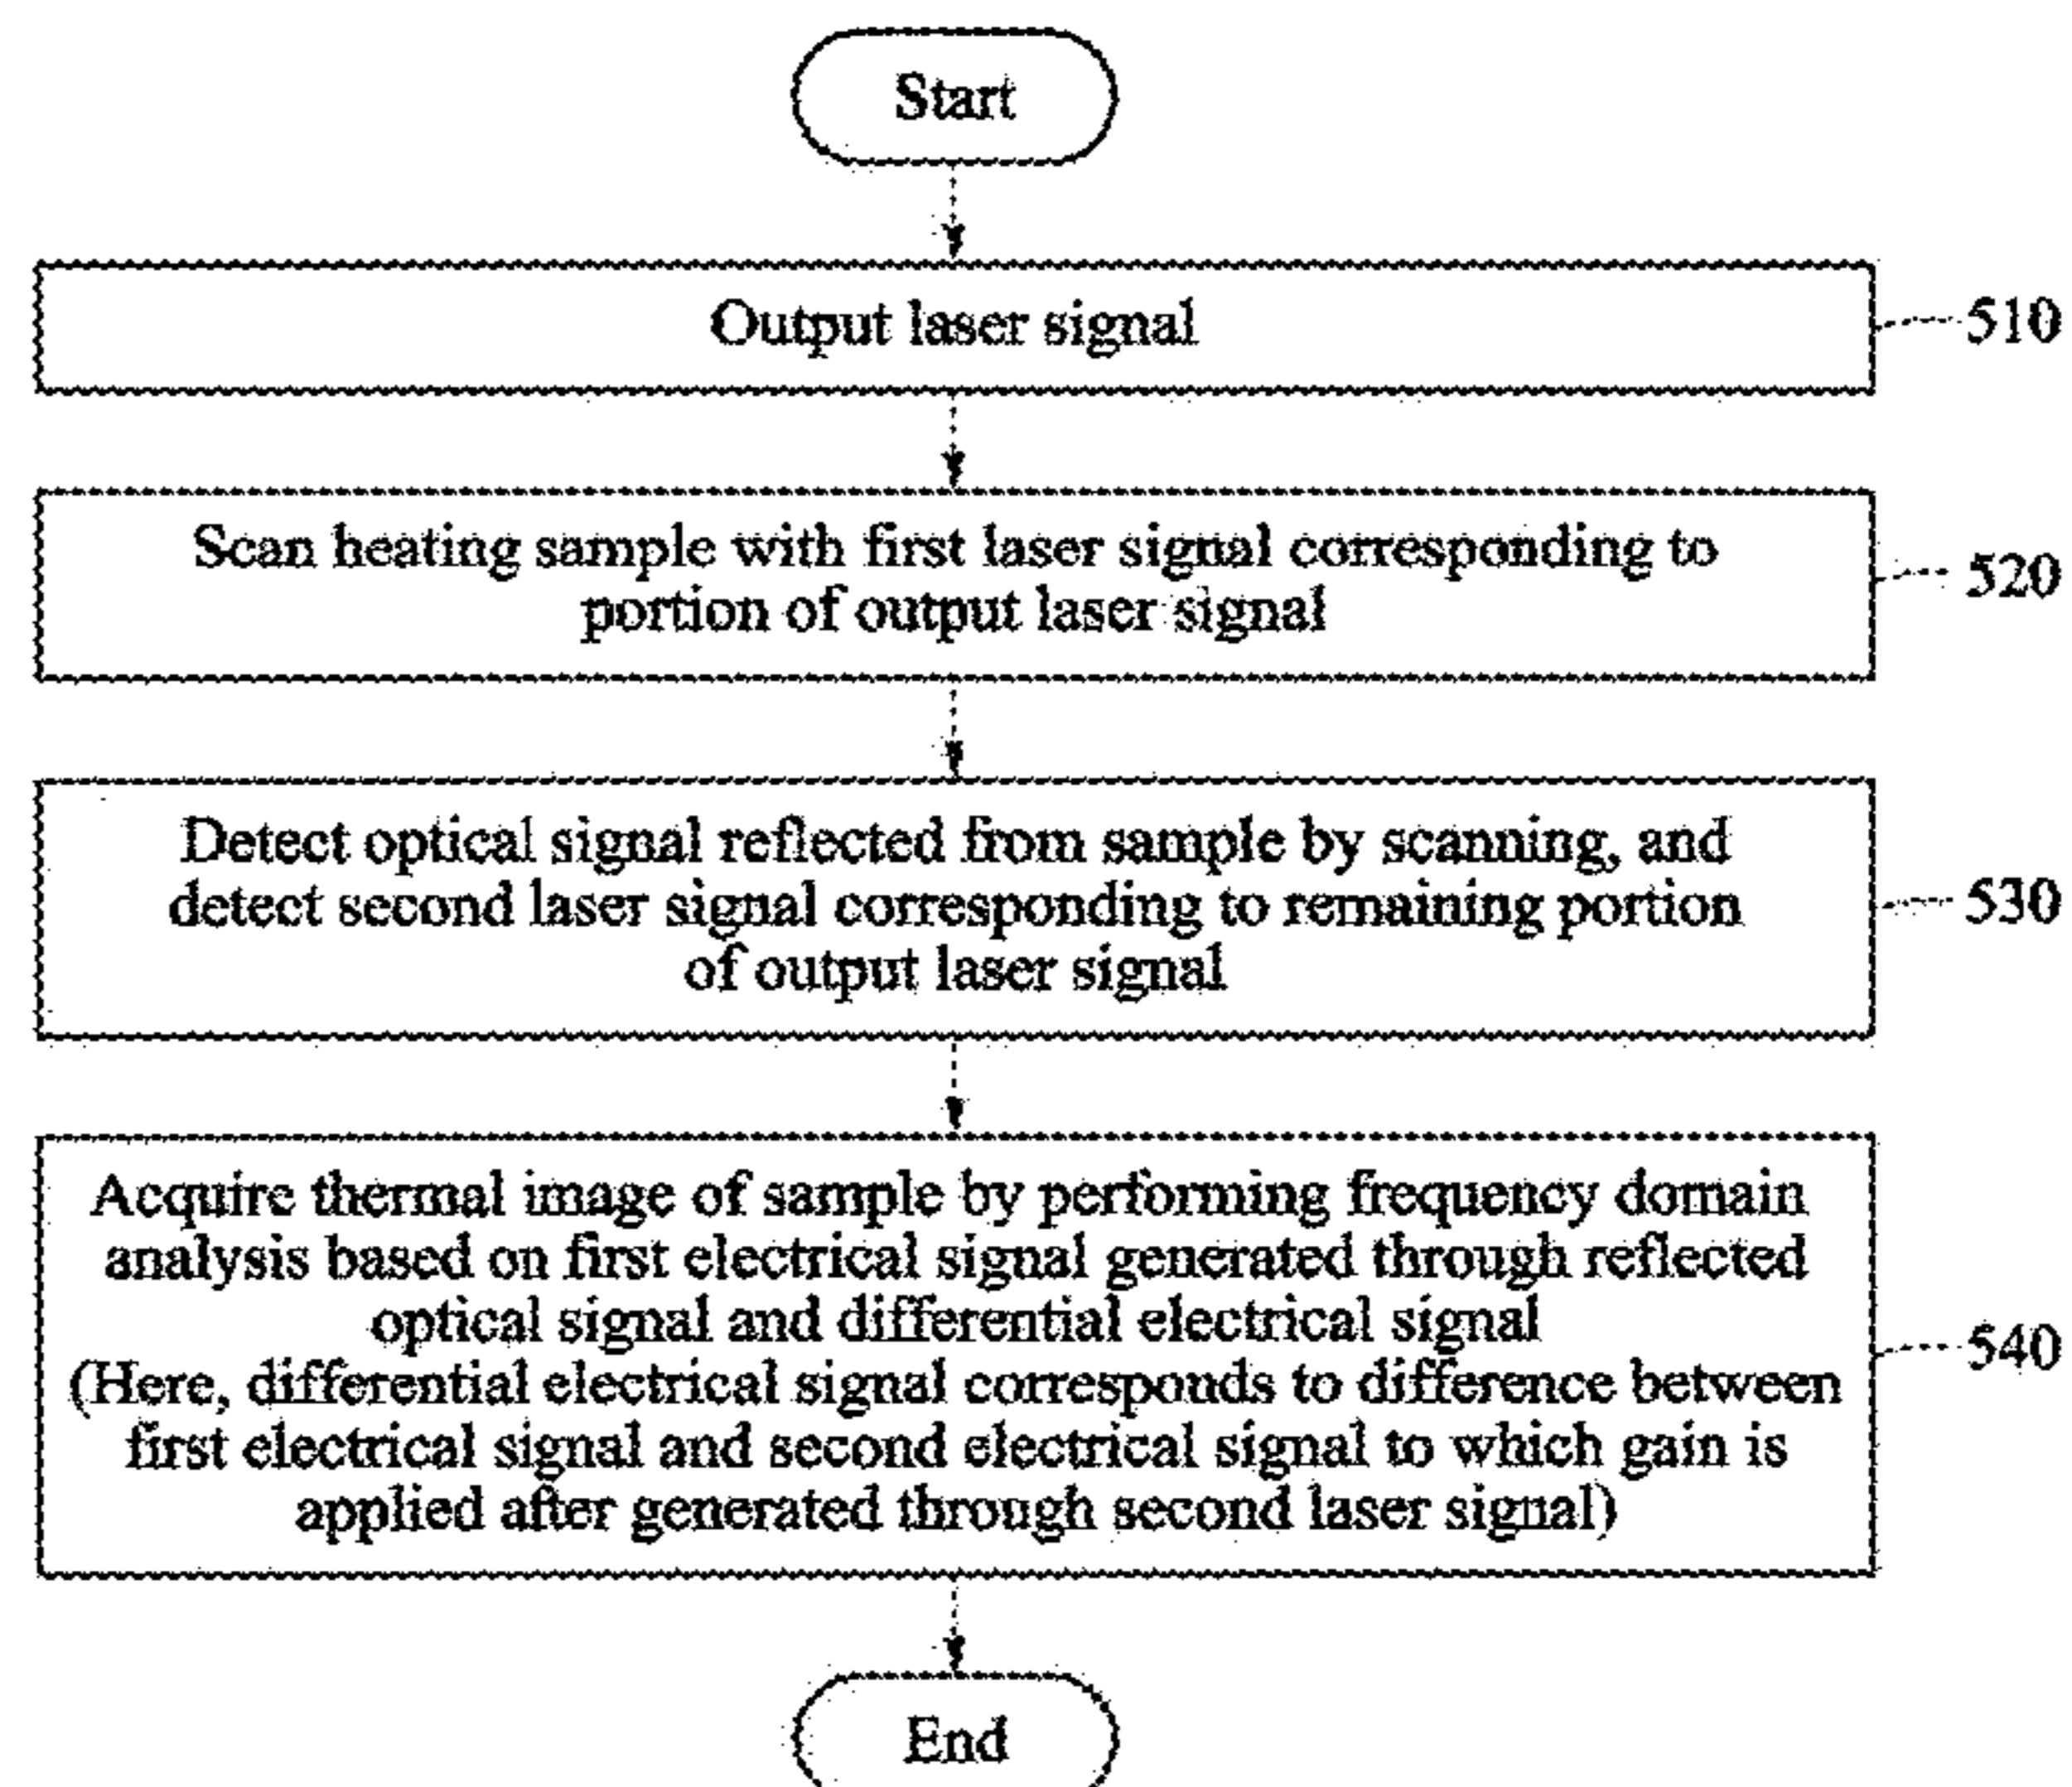 Start
Output laser signal
510
Scan heating sample with first laser signal corresponding to
portion of output laser signal
520
Detect optical signal reflected from sample by scanning, and
detect second laser signal corresponding to remaining portion
of output laser signal
530
Acquire thermal image of sample by performing frequency domain
analysis based on first electrical signal generated through reflected
optical signal and differential electrical signal
(Here, differential electrical signal corresponds to difference between
first electrical signal and second electrical signal to which gain is
applied after generated through second laser signal)
540
End